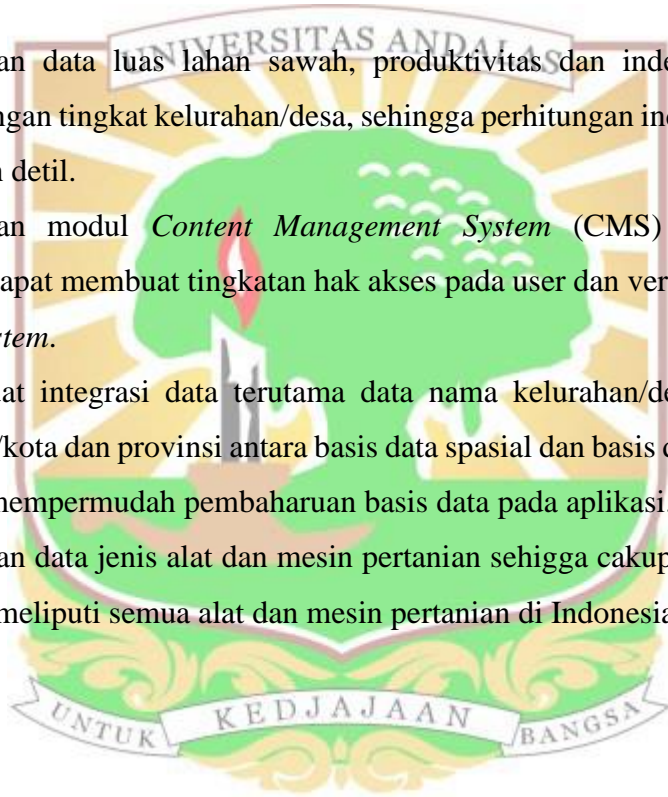 UNIVERSITAS ANDALAS
an data luas lahan sawah, produktivitas dan inde
ngan tingkat kelurahan/desa, sehingga perhitungan in
n detil.
an modul Content Management System (CMS)
apat membuat tingkatan hak akses pada user dan ver
stem.
at integrasi data terutama data nama kelurahan/de
/kota dan provinsi antara basis data spasial dan basis
mempermudah pembaharuan basis data pada aplikasi.
an data jenis alat dan mesin pertanian sehigga cakup
meliputi semua alat dan mesin pertanian di Indonesia
UNTUK KEDJAJAAN BANGSA